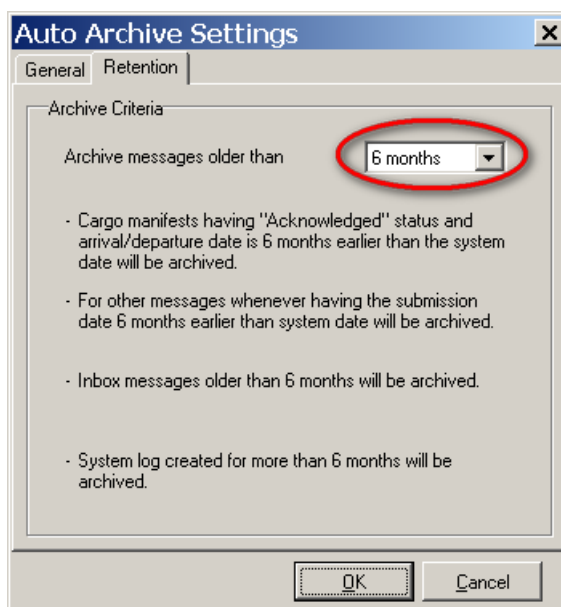 Auto Archive Settings
General Retention
Archive Criteria
Archive messages older than 6 months
- Cargo manifests having "Acknowledged" status and
arrival/departure date is 6 months earlier than the system
date will be archived.
- For other messages whenever having the submission
date 6 months earlier than system date will be archived.
- Inbox messages older than 6 months will be archived.
- System log created for more than 6 months will be
archived.
OK Cancel